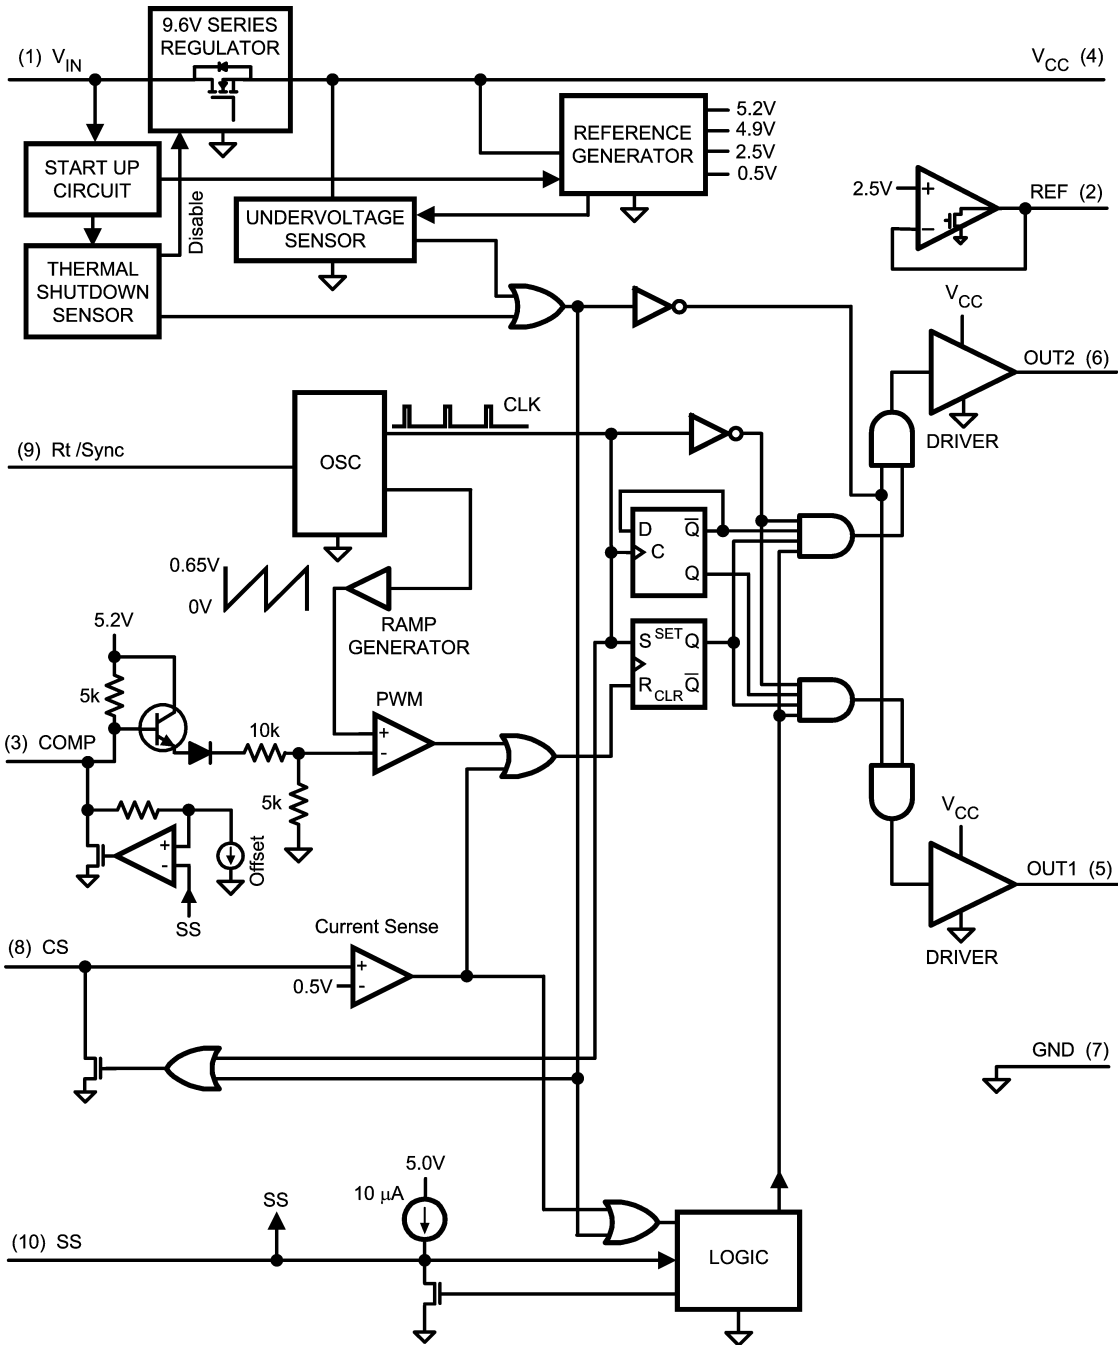 9.6V SERIES
REGULATOR
(1) VIN
VCC (4)
START UP
CIRCUIT
REFERENCE
GENERATOR
5.2V
4.9V
2.5V
0.5V
Disable
UNDERVOLTAGE
SENSOR
THERMAL
SHUTDOWN
SENSOR
2.5V
+
−
REF (2)
VCC
OUT2 (6)
DRIVER
CLK
OSC
(9) Rt /Sync
D Q̅
C
Q
0.65V
0V
RAMP
GENERATOR
S SET Q
R CLR Q̅
5.2V
5k
PWM
10k
+
-
(3) COMP
5k
+
-
Offset
SS
VCC
OUT1 (5)
DRIVER
Current Sense
(8) CS
+
0.5V -
GND (7)
5.0V
10 µA
SS
(10) SS
LOGIC